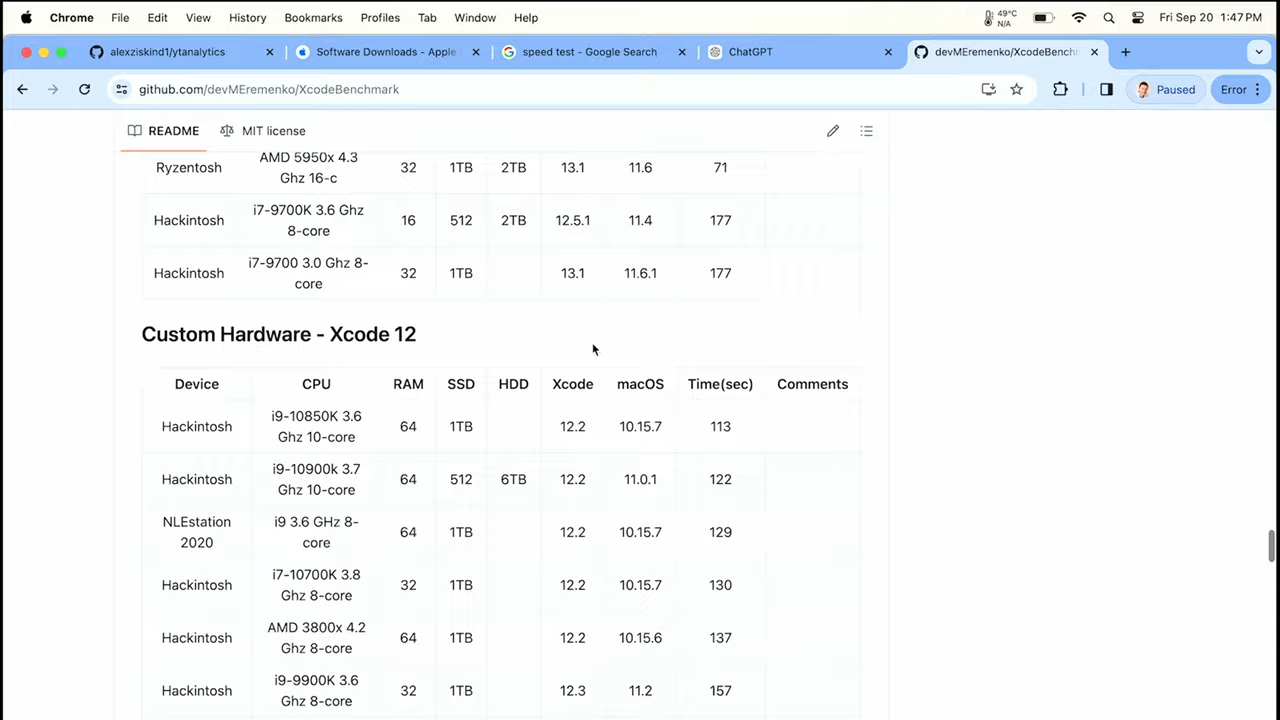 Chrome File Edit View History Bookmarks Profiles Tab Window Help 49°C N/A Fri Sep 20 1:47 PM
alexziskind1/ytanalytics Software Downloads - Apple speed test - Google Search ChatGPT devMEremenko/XcodeBenchm
github.com/devMEremenko/XcodeBenchmark Paused Error
README MIT license
Ryzentosh AMD 5950x 4.3 Ghz 16-c 32 1TB 2TB 13.1 11.6 71
Hackintosh i7-9700K 3.6 Ghz 8-core 16 512 2TB 12.5.1 11.4 177
Hackintosh i7-9700 3.0 Ghz 8-core 32 1TB 13.1 11.6.1 177
Custom Hardware - Xcode 12
Device CPU RAM SSD HDD Xcode macOS Time(sec) Comments
Hackintosh i9-10850K 3.6 Ghz 10-core 64 1TB 12.2 10.15.7 113
Hackintosh i9-10900k 3.7 Ghz 10-core 64 512 6TB 12.2 11.0.1 122
NLEstation 2020 i9 3.6 GHz 8-core 64 1TB 12.2 10.15.7 129
Hackintosh i7-10700K 3.8 Ghz 8-core 32 1TB 12.2 10.15.7 130
Hackintosh AMD 3800x 4.2 Ghz 8-core 64 1TB 12.2 10.15.6 137
Hackintosh i9-9900K 3.6 Ghz 8-core 32 1TB 12.3 11.2 157